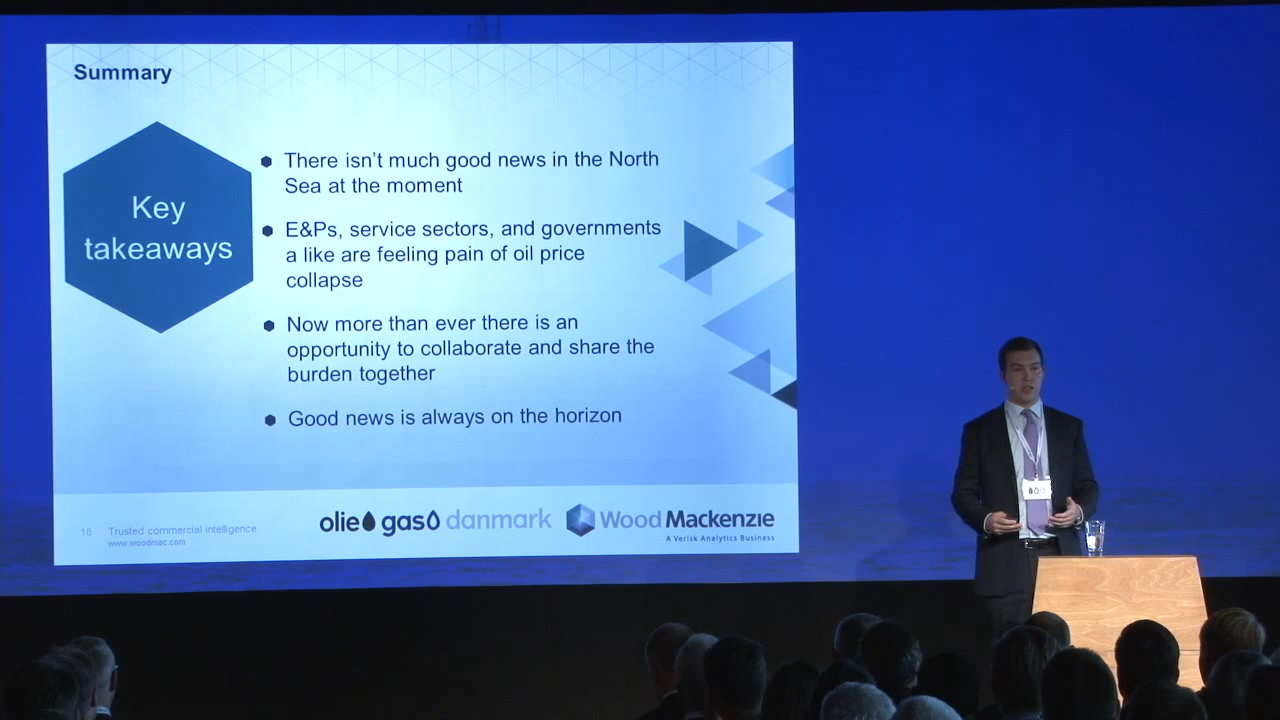 Summary
Key
takeaways
There isn't much good news in the North
Sea at the moment
E&Ps, service sectors, and governments
a like are feeling pain of oil price
collapse
Now more than ever there is an
opportunity to collaborate and share the
burden together
Good news is always on the horizon
18 Trusted commercial intelligence
www.woodmac.com
olie gas danmark
Wood Mackenzie
A Verisk Analytics Business